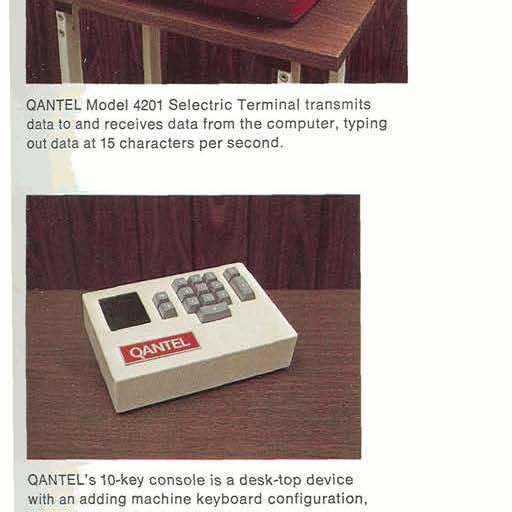 QANTEL Model 4201 Selectric Terminal transmits
data to and receives data from the computer, typing
out data at 15 characters per second.
QANTEL
QANTEL's 10-key console is a desk-top device
with an adding machine keyboard configuration,